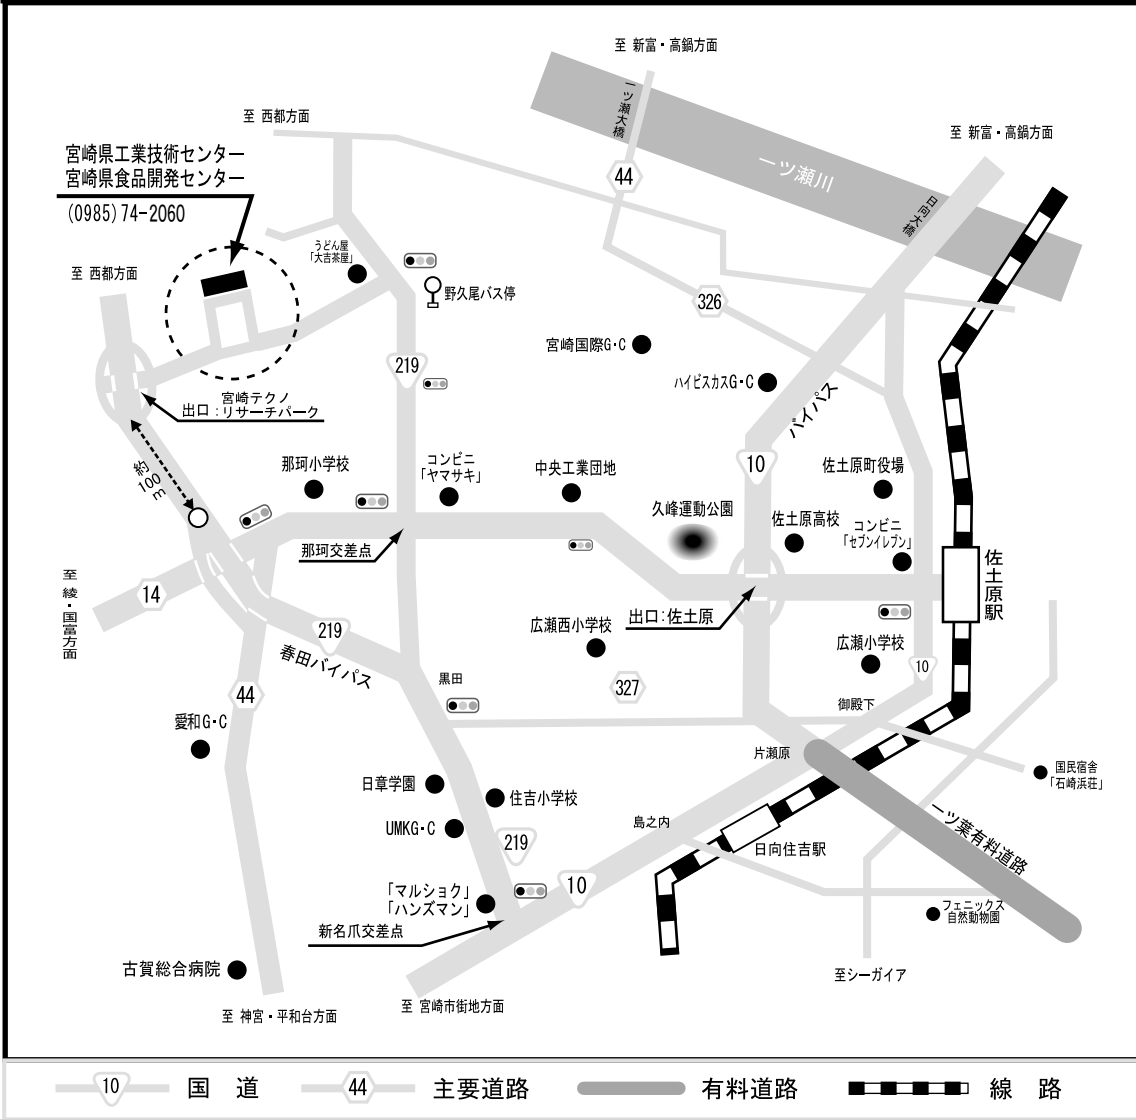 至 新富・高鍋方面
一ツ瀬大橋
至 西都方面
至 新富・高鍋方面
宮崎県工業技術センター
宮崎県食品開発センター
(0985)74-2060
一ツ瀬川
44
日向大橋
うどん屋
「大吉茶屋」
至 西都方面
野久尾バス停
326
宮崎国際G・C
219
ハイビスカスG・C
宮崎テクノ
出口：リサーチパーク
バイパス
約100m
那珂小学校
コンビニ
「ヤマサキ」
中央工業団地
10
佐土原町役場
久峰運動公園
佐土原高校
コンビニ
「セブンイレブン」
那珂交差点
佐土原駅
至 綾・国富方面
14
出口：佐土原
広瀬西小学校
219
春田バイパス
広瀬小学校
10
黒田
327
44
御殿下
愛和G・C
片瀬原
国民宿舎
「石崎浜荘」
日章学園
住吉小学校
UMKG・C
島之内
219
日向住吉駅
一ツ葉有料道路
10
「マルショク」
「ハンズマン」
フェニックス
自然動物園
新名爪交差点
古賀総合病院
至シーガイア
至 神宮・平和台方面
至 宮崎市街地方面
10 国　道
44 主要道路
有料道路
線　路